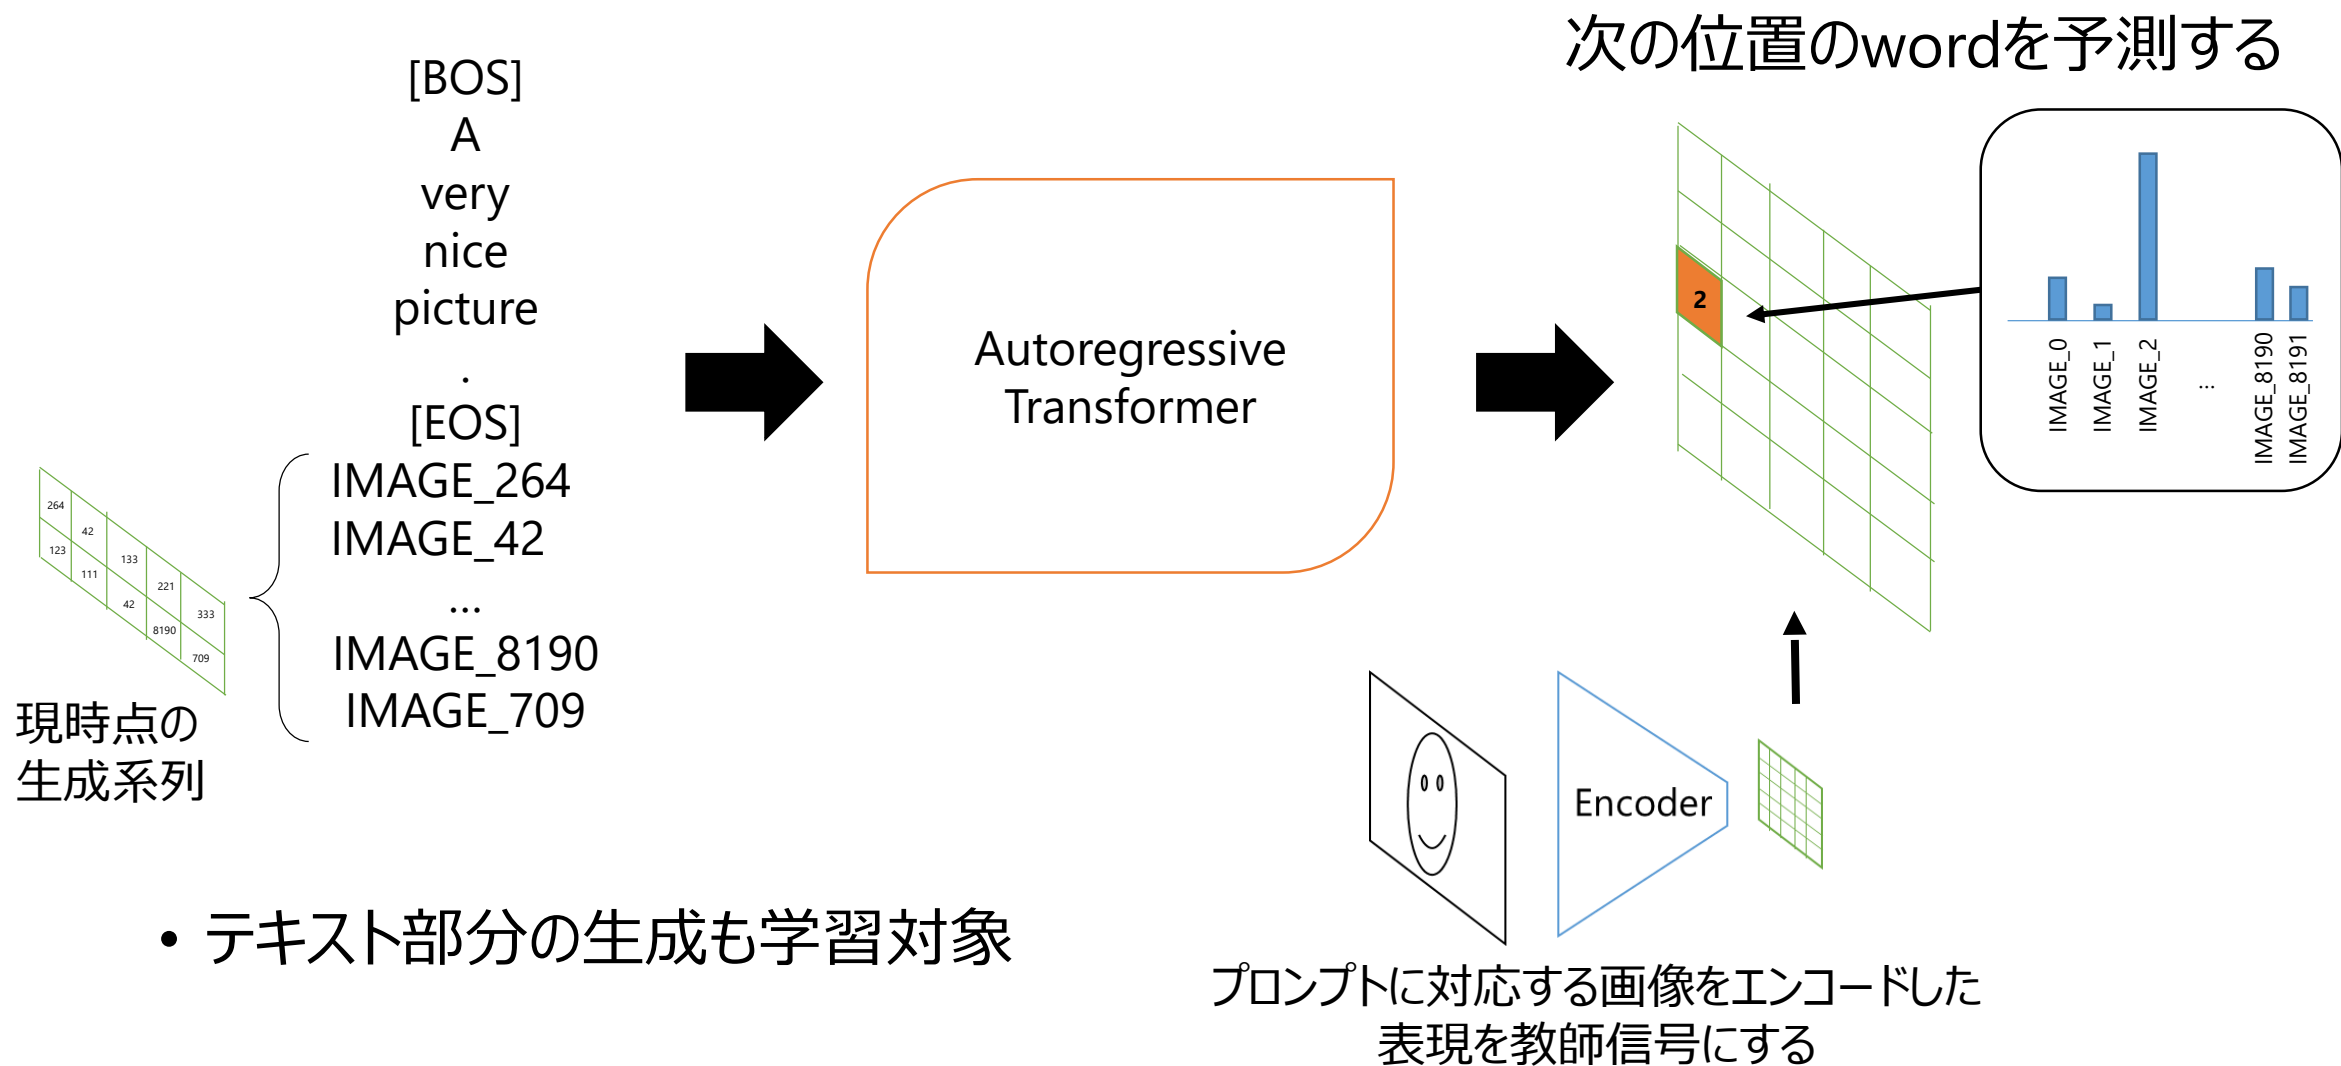 次の位置のwordを予測する
[BOS]
A
very
nice
picture
.
[EOS]
IMAGE_264
IMAGE_42
...
IMAGE_8190
IMAGE_709
264
42
133
221
333
123
111
42
8190
709
現時点の
生成系列
Autoregressive
Transformer
2
IMAGE_0
IMAGE_1
IMAGE_2
...
IMAGE_8190
IMAGE_8191
Encoder
プロンプトに対応する画像をエンコードした
表現を教師信号にする
• テキスト部分の生成も学習対象